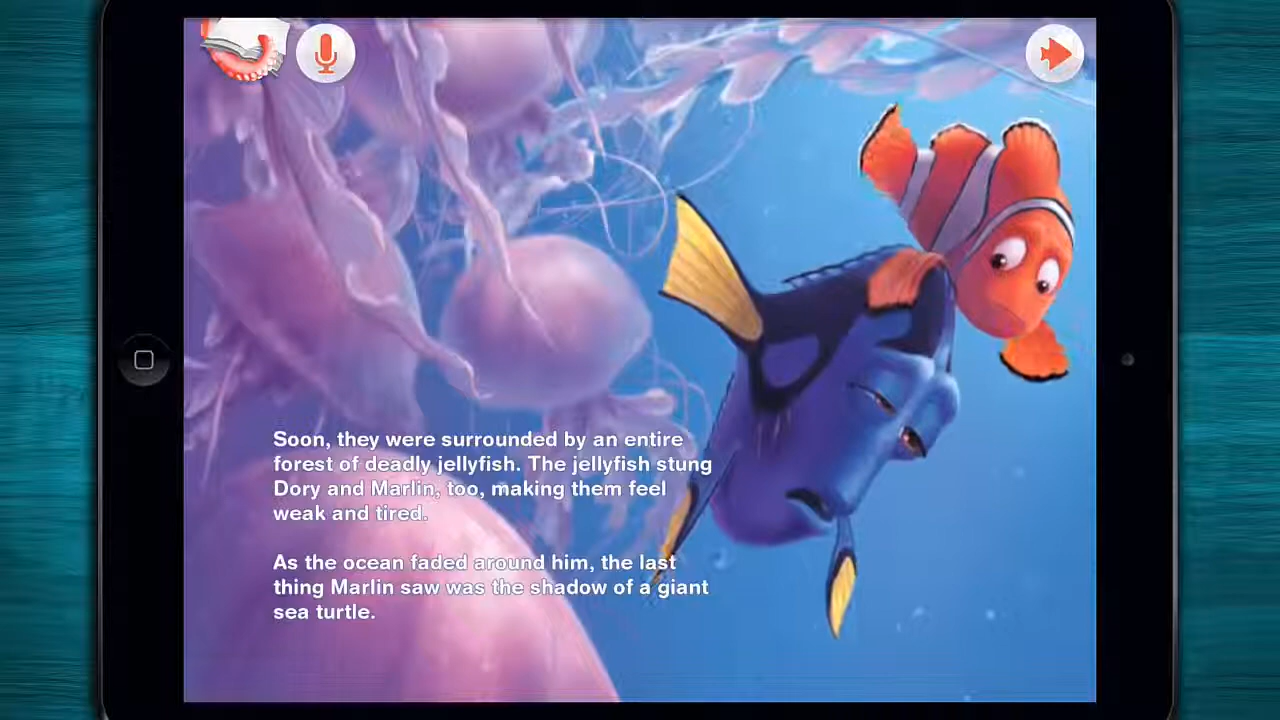 Soon, they were surrounded by an entire
forest of deadly jellyfish. The jellyfish stung
Dory and Marlin, too, making them feel
weak and tired.
As the ocean faded around him, the last
thing Marlin saw was the shadow of a giant
sea turtle.